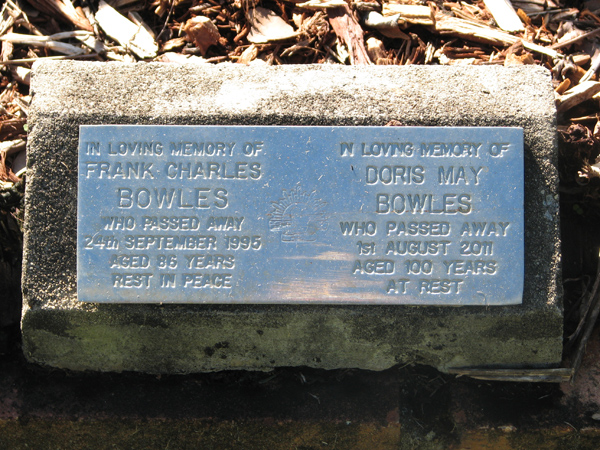 IN LOVING MEMORY OF
FRANK CHARLES
BOWLES
WHO PASSED AWAY
24th SEPTEMBER 1995
AGED 86 YEARS
REST IN PEACE
IN LOVING MEMORY OF
DORIS MAY
BOWLES
WHO PASSED AWAY
1st AUGUST 2011
AGED 100 YEARS
AT REST